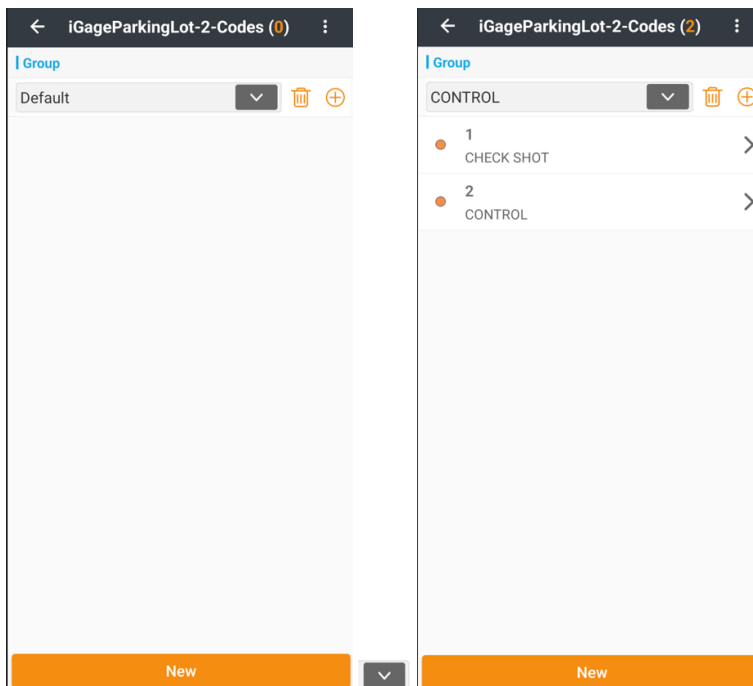 iGageParkingLot-2-Codes (0)
Group
Default
New
iGageParkingLot-2-Codes (2)
Group
CONTROL
1
CHECK SHOT
2
CONTROL
New